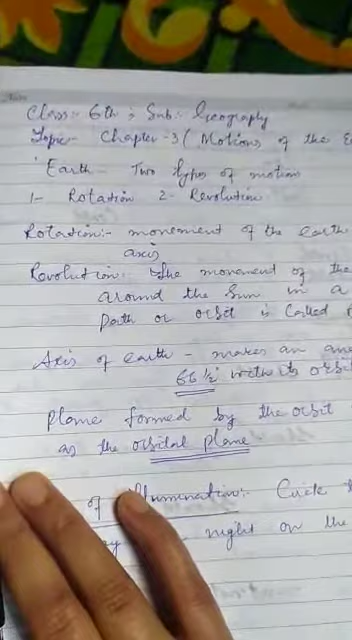 Class:- 6th ; Sub:- Geography
Topic- Chapter-3 ( Motions of the
Earth - Two types of motions
1- Rotation 2- Revolution
Rotation:- movement of the earth
axis
Revolution:- The movement of the
around the Sun in a
path or orbit is called
Axis of earth - makes an
66 1/2 with its orbit
Plane formed by the orbit
as the orbital plane
of Illumination:- Circle
night on the